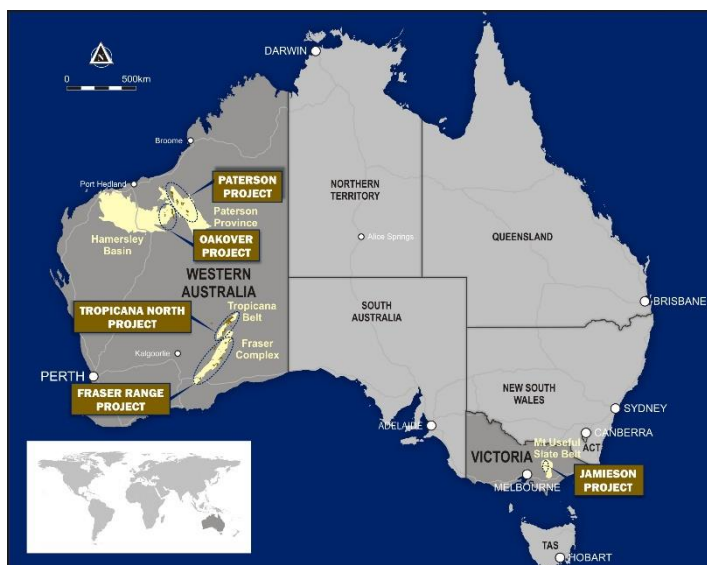 DARWIN
0 500km
Broome
Port Hedland
PATERSON
PROJECT
NORTHERN
TERRITORY
Paterson
Province
Hamersley
Basin
OAKOVER
PROJECT
Alice Springs
QUEENSLAND
WESTERN
AUSTRALIA
TROPICANA NORTH
PROJECT
Tropicana
Belt
SOUTH
AUSTRALIA
BRISBANE
Kalgoorlie
Fraser
Complex
PERTH
FRASER RANGE
PROJECT
NEW SOUTH
WALES
SYDNEY
ADELAIDE
CANBERRA
ACT
VICTORIA
Mt Useful
Slate Belt
MELBOURNE
JAMIESON
PROJECT
TAS
HOBART